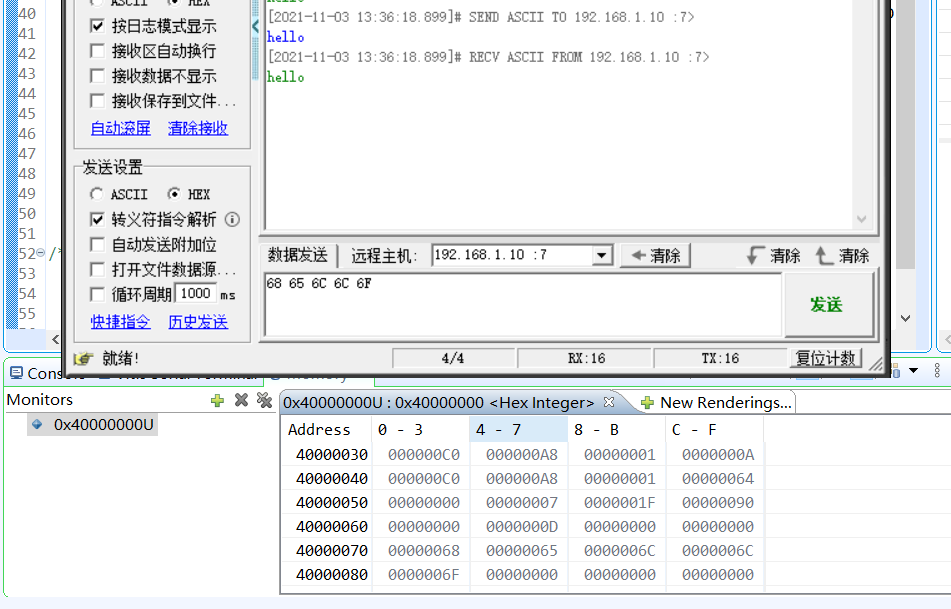 40
41
42
43
44
45
46
47
48
49
50
51
52 /*
53
54
55
ASCII HEX
按日志模式显示
接收区自动换行
接收数据不显示
接收保存到文件...
自动滚屏 清除接收
发送设置
ASCII HEX
转义符指令解析
自动发送附加位
打开文件数据源...
循环周期 1000 ms
快捷指令 历史发送
hello
[2021-11-03 13:36:18.899]# SEND ASCII TO 192.168.1.10 :7>
hello
[2021-11-03 13:36:18.899]# RECV ASCII FROM 192.168.1.10 :7>
hello
数据发送 远程主机: 192.168.1.10 :7 清除 清除 清除
68 65 6C 6C 6F
发送
就绪! 4/4 RX:16 TX:16 复位计数
Monitors
0x40000000U
0x40000000U : 0x40000000 <Hex Integer> New Renderings...
Address 0 - 3 4 - 7 8 - B C - F
40000030 000000C0 000000A8 00000001 0000000A
40000040 000000C0 000000A8 00000001 00000064
40000050 00000000 00000007 0000001F 00000090
40000060 00000000 0000000D 00000000 00000000
40000070 00000068 00000065 0000006C 0000006C
40000080 0000006F 00000000 00000000 00000000